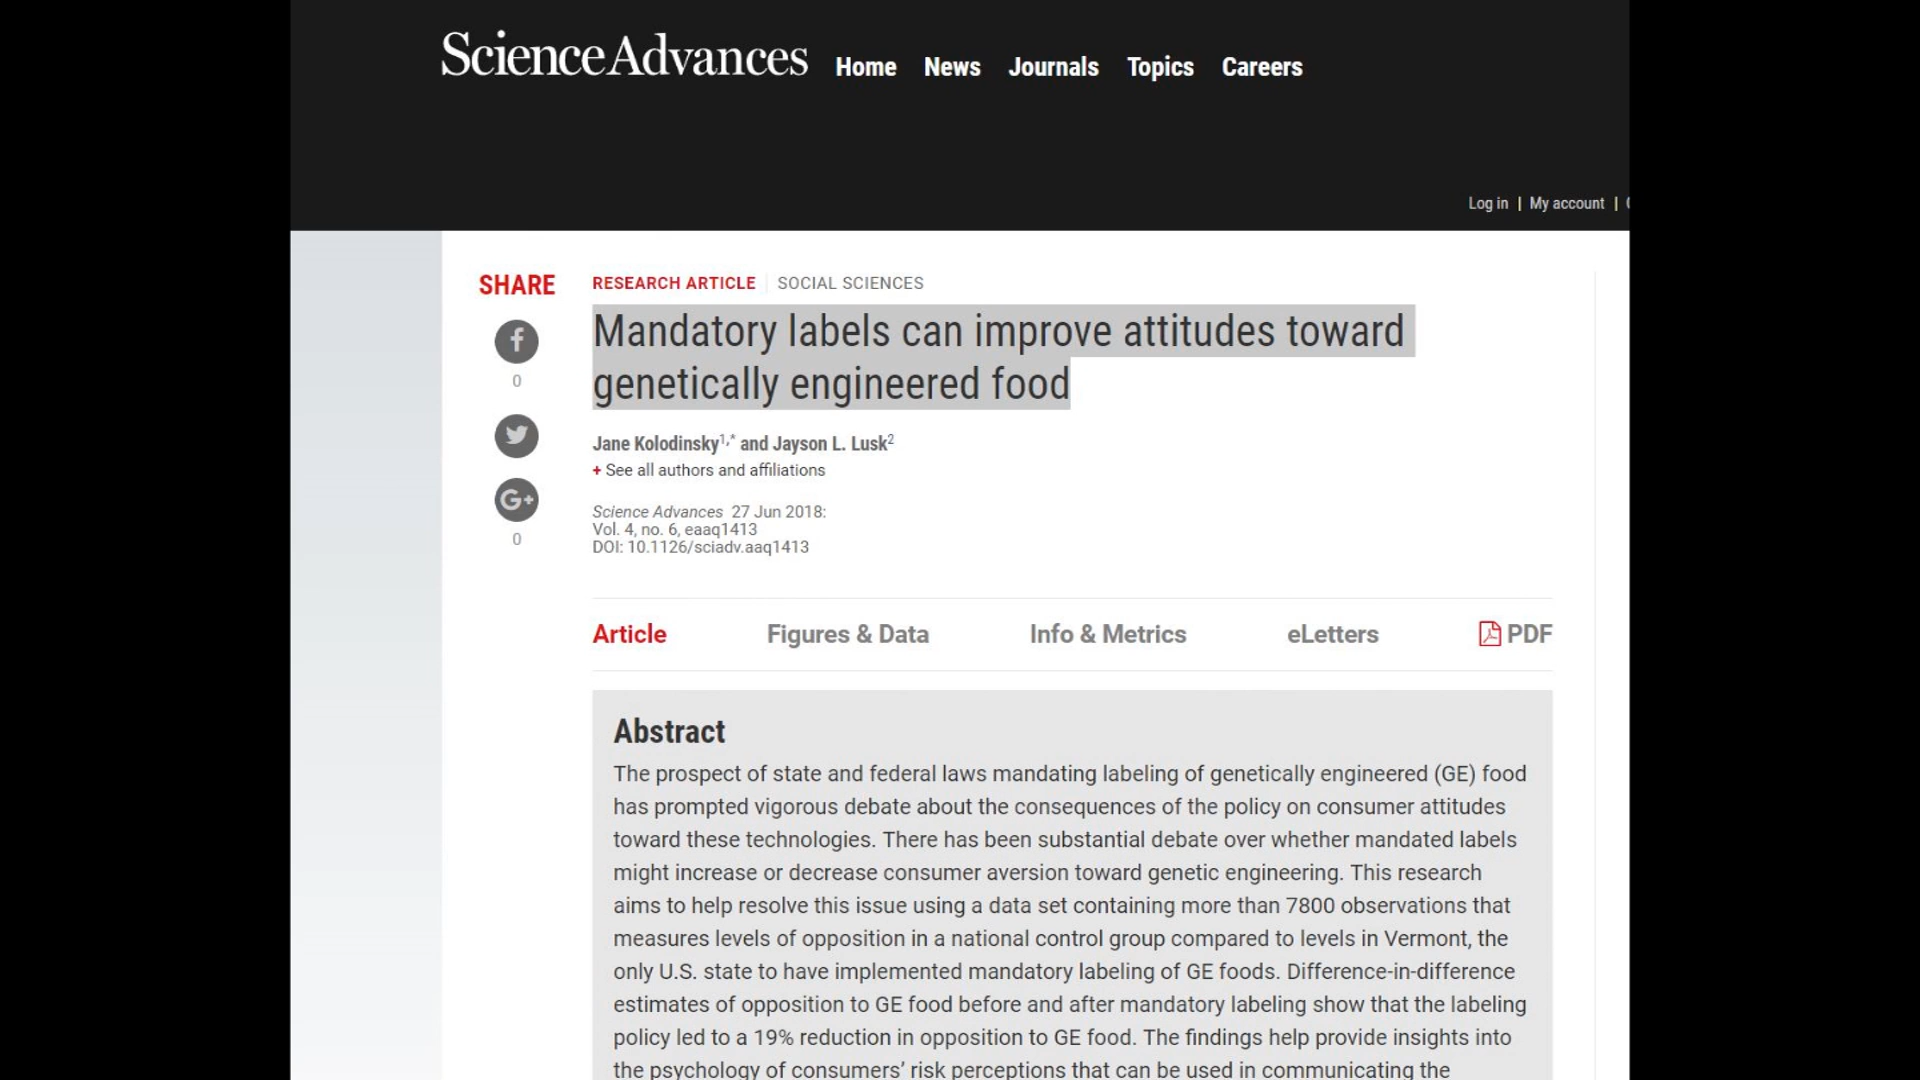 ScienceAdvances Home News Journals Topics Careers
Log in | My account |
SHARE
0
0
RESEARCH ARTICLE | SOCIAL SCIENCES
Mandatory labels can improve attitudes toward
genetically engineered food
Jane Kolodinsky1,* and Jayson L. Lusk2
+ See all authors and affiliations
Science Advances 27 Jun 2018:
Vol. 4, no. 6, eaaq1413
DOI: 10.1126/sciadv.aaq1413
Article Figures & Data Info & Metrics eLetters PDF
Abstract
The prospect of state and federal laws mandating labeling of genetically engineered (GE) food
has prompted vigorous debate about the consequences of the policy on consumer attitudes
toward these technologies. There has been substantial debate over whether mandated labels
might increase or decrease consumer aversion toward genetic engineering. This research
aims to help resolve this issue using a data set containing more than 7800 observations that
measures levels of opposition in a national control group compared to levels in Vermont, the
only U.S. state to have implemented mandatory labeling of GE foods. Difference-in-difference
estimates of opposition to GE food before and after mandatory labeling show that the labeling
policy led to a 19% reduction in opposition to GE food. The findings help provide insights into
the psychology of consumers’ risk perceptions that can be used in communicating the